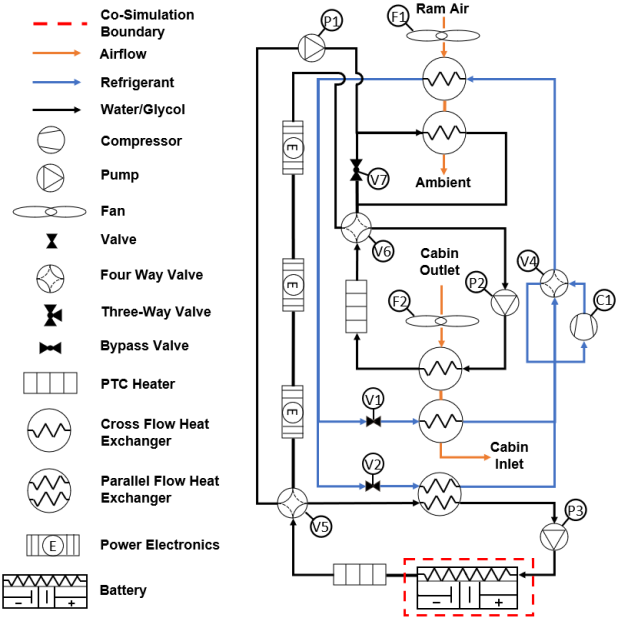 Co-Simulation
Boundary
Airflow
Refrigerant
Water/Glycol
Compressor
Pump
Fan
Valve
Four Way Valve
Three-Way Valve
Bypass Valve
PTC Heater
Cross Flow Heat
Exchanger
Parallel Flow Heat
Exchanger
E
Power Electronics
Battery
P1
F1
Ram Air
E
Ambient
V7
V6
Cabin
Outlet
V4
P2
E
F2
C1
V1
E
Cabin
Inlet
V2
V5
P3